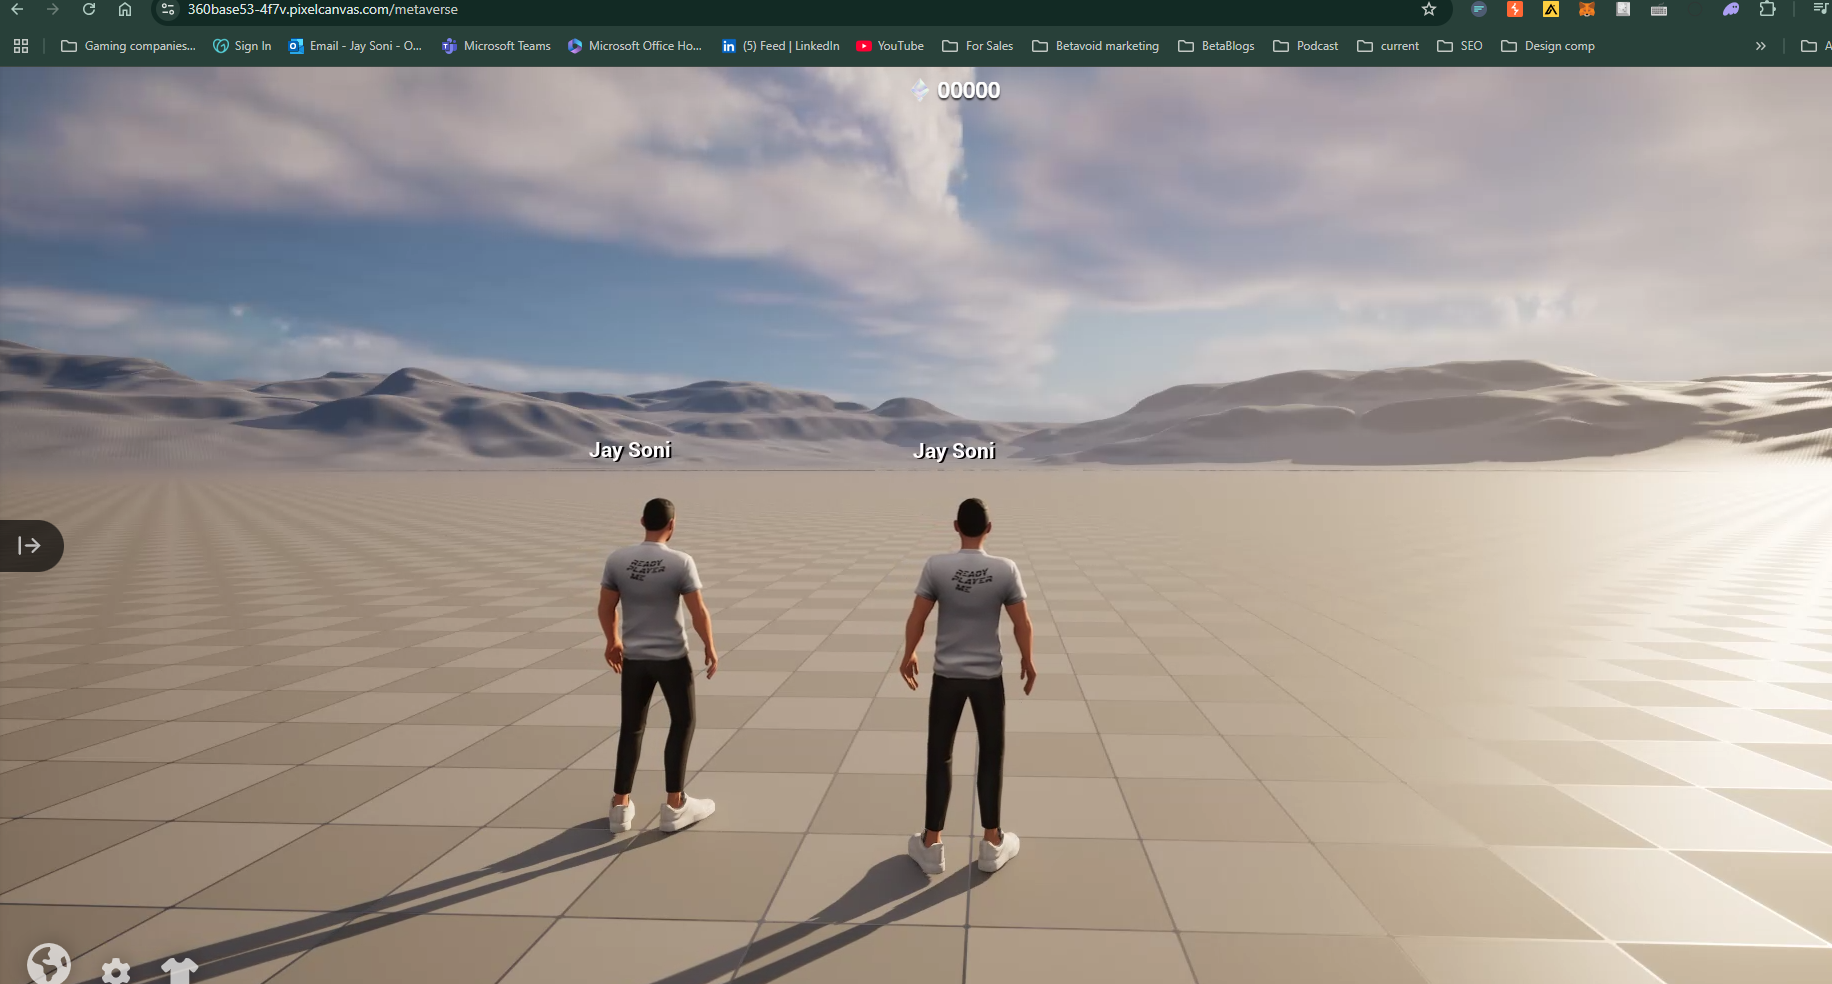 360base53-4f7v.pixelcanvas.com/metaverse
Gaming companies... Sign In Email - Jay Soni - O... Microsoft Teams Microsoft Office Ho... (5) Feed | LinkedIn YouTube For Sales Betavoid marketing BetaBlogs Podcast current SEO Design comp » A
00000
Jay Soni Jay Soni
READY READY
PLAYER PLAYER
ME ME